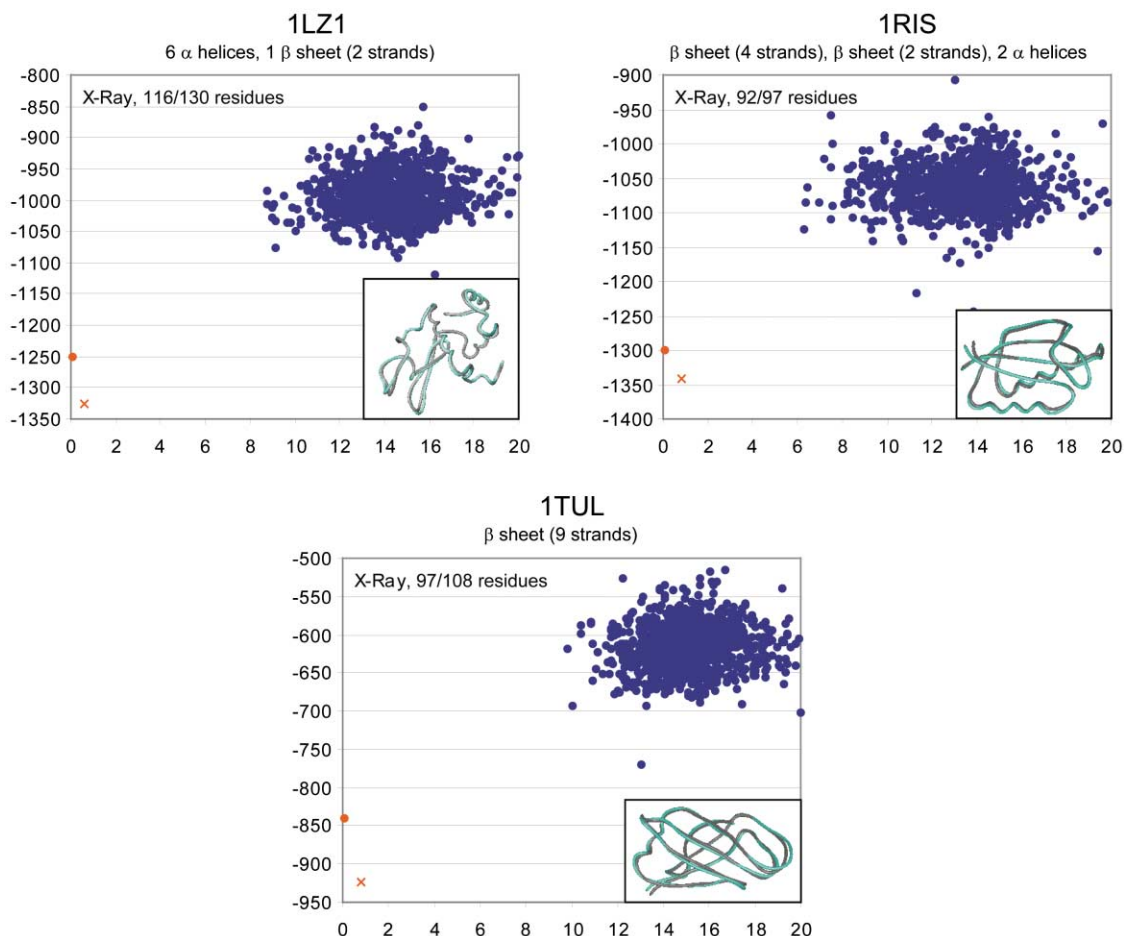 1LZ1
6 α helices, 1 β sheet (2 strands)
-800
-850
-900
-950
-1000
-1050
-1100
-1150
-1200
-1250
-1300
-1350
X-Ray, 116/130 residues
0 2 4 6 8 10 12 14 16 18 20
1RIS
β sheet (4 strands), β sheet (2 strands), 2 α helices
-900
-950
-1000
-1050
-1100
-1150
-1200
-1250
-1300
-1350
-1400
X-Ray, 92/97 residues
0 2 4 6 8 10 12 14 16 18 20
1TUL
β sheet (9 strands)
-500
-550
-600
-650
-700
-750
-800
-850
-900
-950
X-Ray, 97/108 residues
0 2 4 6 8 10 12 14 16 18 20